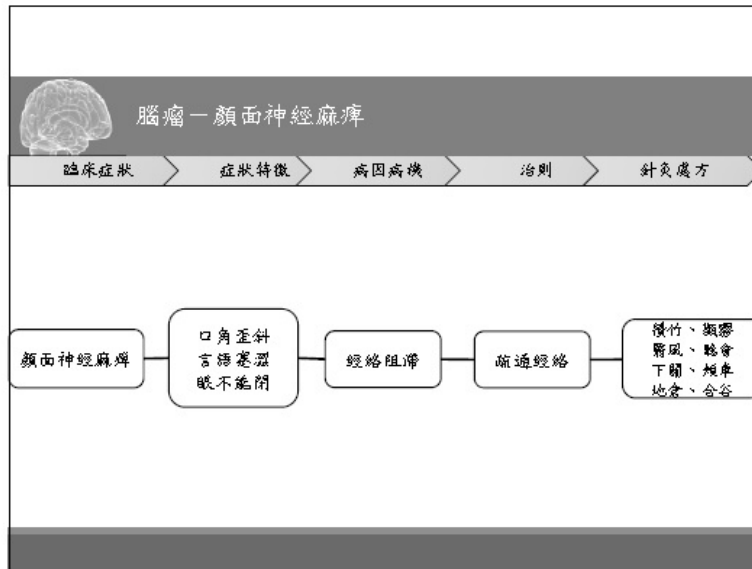 腦瘤－顏面神經麻痺
臨床症狀
症狀特徵
病因病機
治則
針灸處方
顏面神經麻痺
口角歪斜
言語蹇澀
眼不能閉
經絡阻滯
疏通經絡
攢竹、顴髎
翳風、聽會
下關、頰車
地倉、合谷